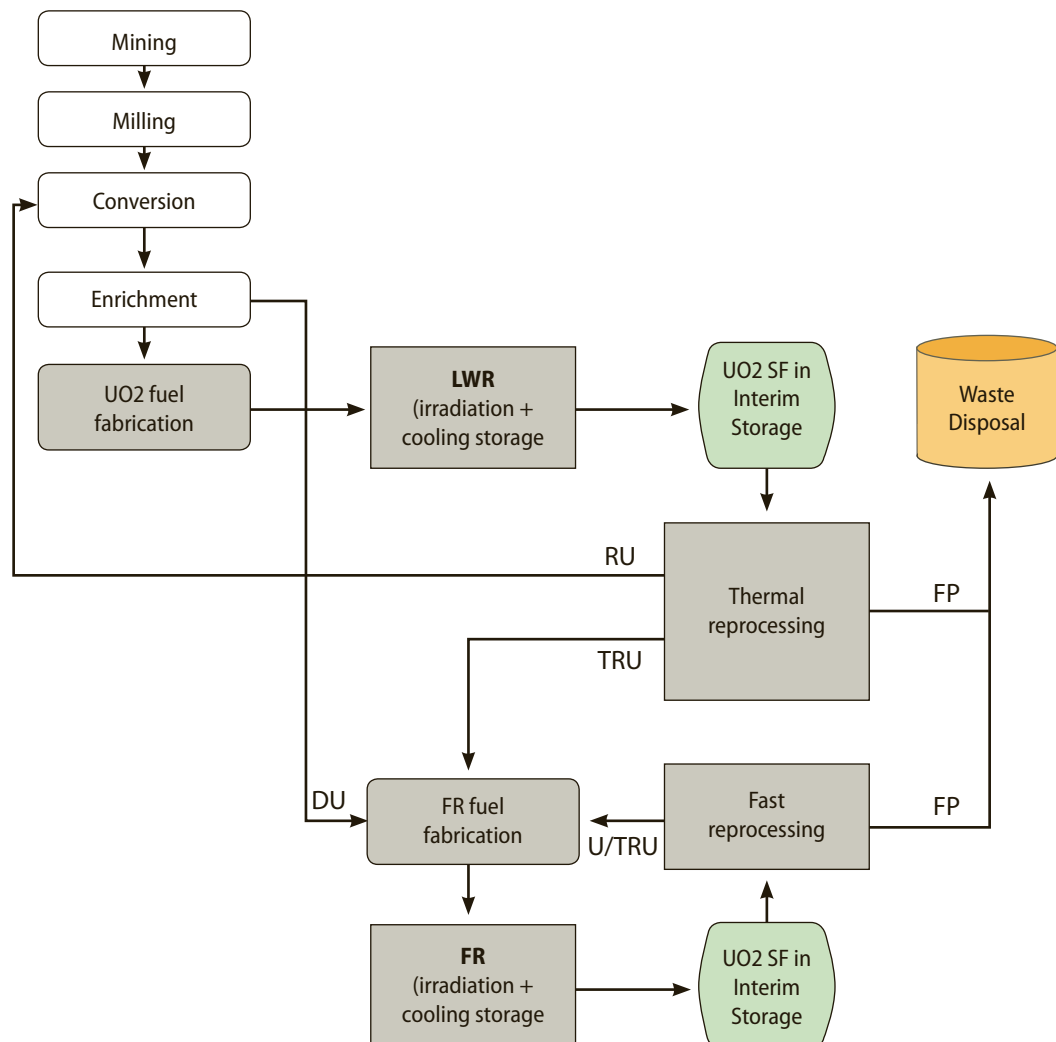 Mining
Milling
Conversion
Enrichment
UO2 fuel
fabrication
LWR
(irradiation +
cooling storage
UO2 SF in
Interim
Storage
Waste
Disposal
RU
Thermal
reprocessing
FP
TRU
DU
FR fuel
fabrication
U/TRU
Fast
reprocessing
FP
FR
(irradiation +
cooling storage
UO2 SF in
Interim
Storage